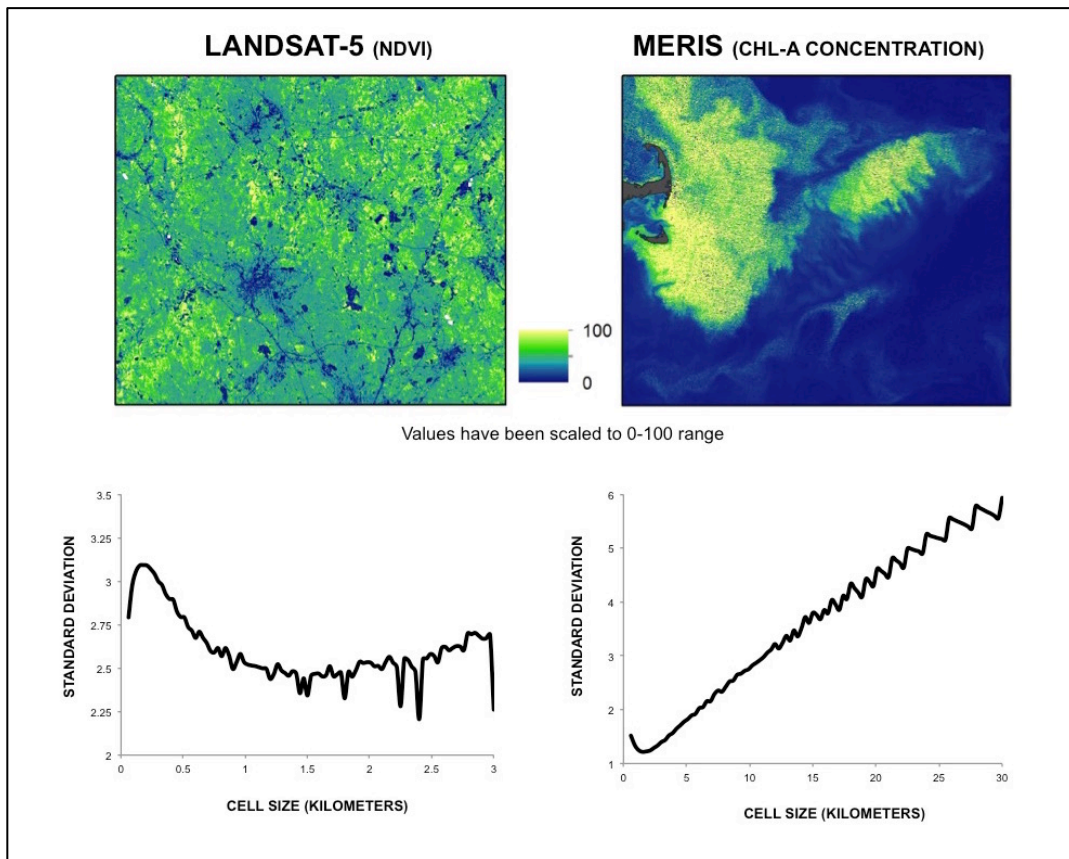 LANDSAT-5 (NDVI)
MERIS (CHL-A CONCENTRATION)
100
0
Values have been scaled to 0-100 range
STANDARD DEVIATION
3.5
3.25
3
2.75
2.5
2.25
2
0 0.5 1 1.5 2 2.5 3
CELL SIZE (KILOMETERS)
STANDARD DEVIATION
6
5
4
3
2
1
0 5 10 15 20 25 30
CELL SIZE (KILOMETERS)